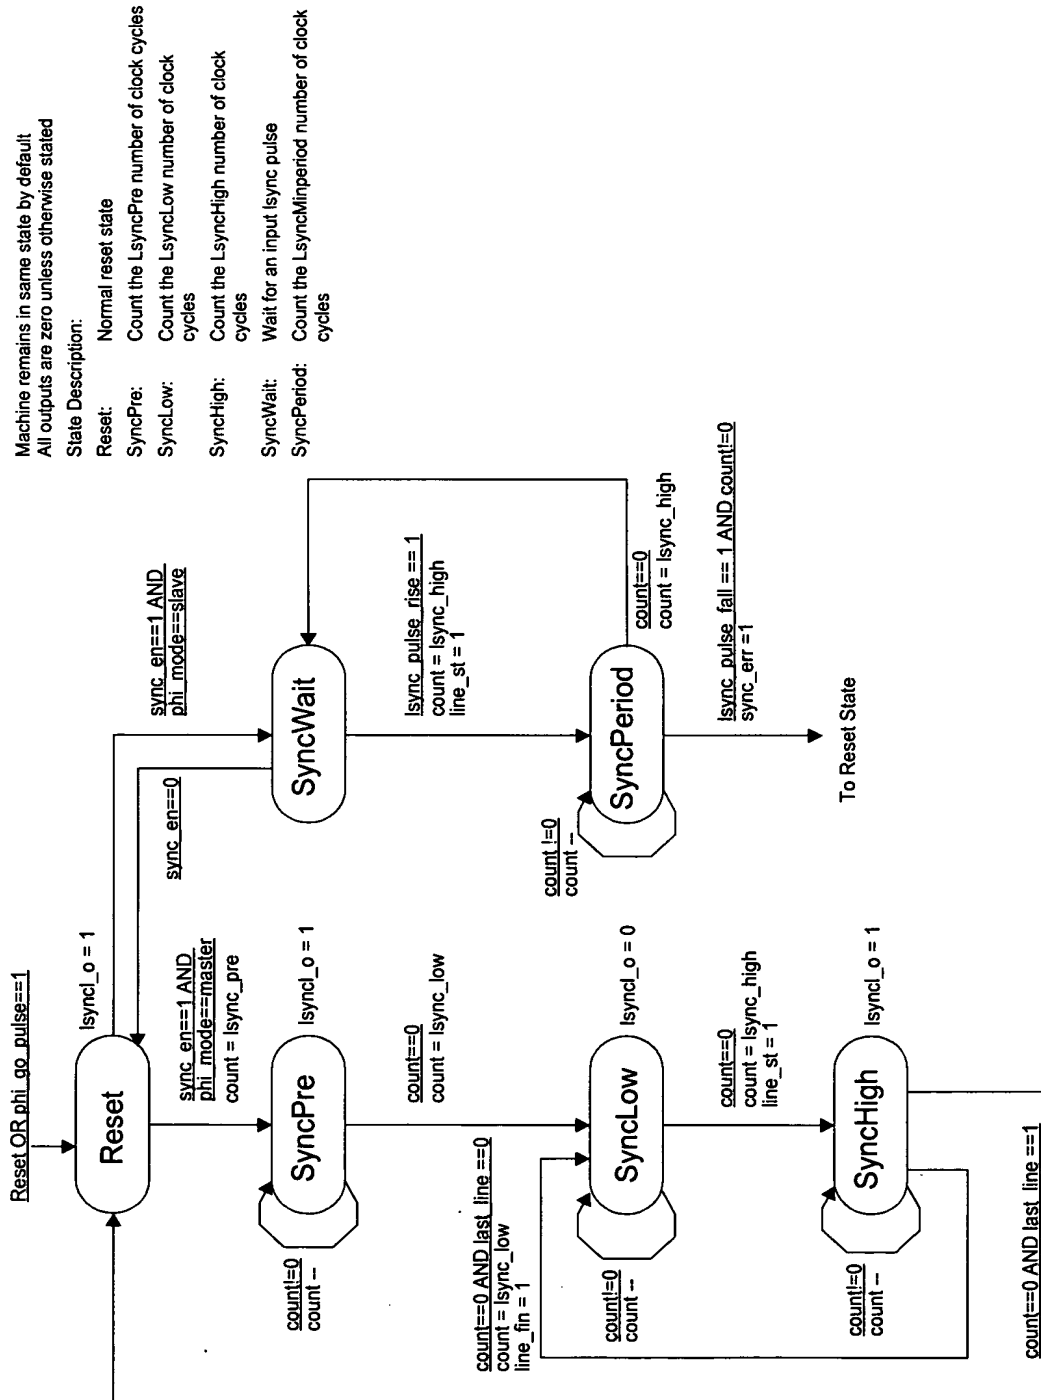 Machine remains in same state by default
All outputs are zero unless otherwise stated
State Description:
Reset: Normal reset state
SyncPre: Count the LsyncPre number of clock cycles
SyncLow: Count the LsyncLow number of clock
cycles
SyncHigh: Count the LsyncHigh number of clock
cycles
SyncWait: Wait for an input lsync pulse
SyncPeriod: Count the LsyncMinperiod number of clock
cycles
Reset OR phi_go_pulse==1
Reset
lsyncl_o = 1
sync_en==1 AND
phi_mode==slave
sync_en==0
SyncWait
lsync_pulse_rise == 1
count = lsync_high
line_st = 1
SyncPeriod
count !=0
count --
count==0
count = lsync_high
lsync_pulse_fall == 1 AND count!=0
sync_err =1
To Reset State
sync_en==1 AND
phi_mode==master
count = lsync_pre
SyncPre
lsyncl_o = 1
count!=0
count --
count==0
count = lsync_low
count==0 AND last_line ==0
count = lsync_low
line_fin = 1
SyncLow
lsyncl_o = 0
count!=0
count --
count==0
count = lsync_high
line_st = 1
SyncHigh
lsyncl_o = 1
count!=0
count --
count==0 AND last_line ==1